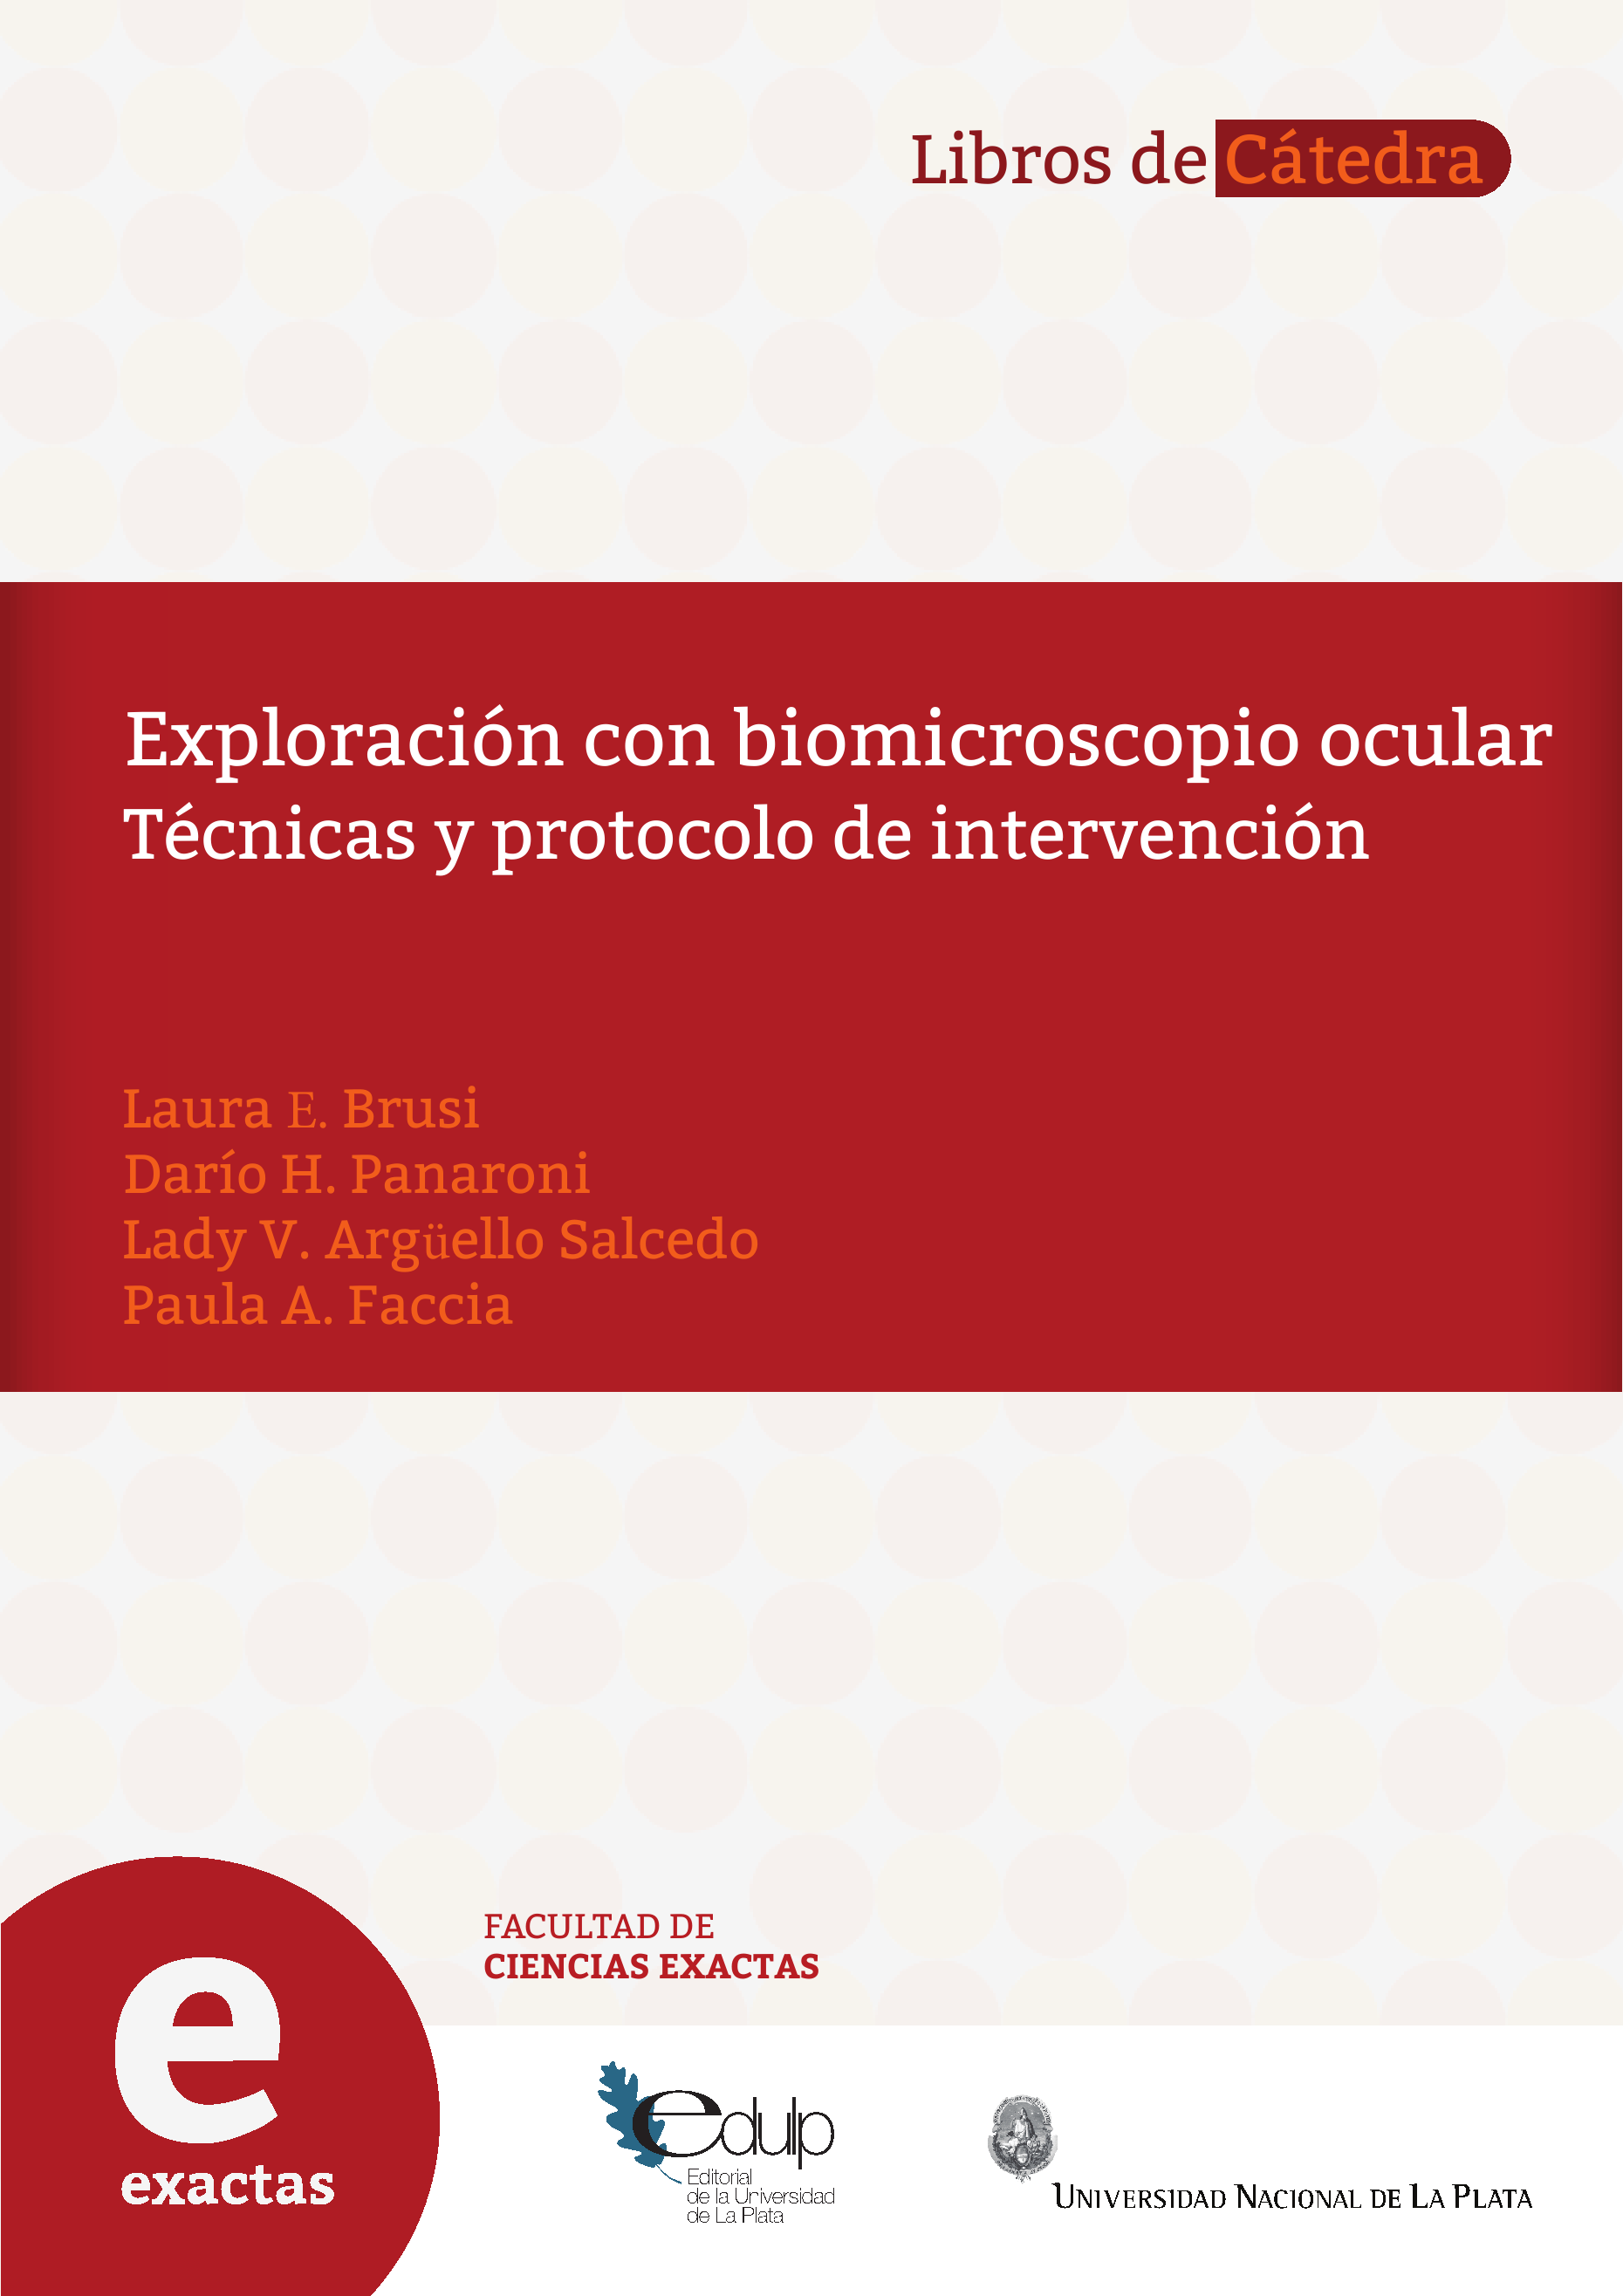 Libros de Cátedra
Exploración con biomicroscopio ocular
Técnicas y protocolo de intervención
Laura E. Brusi
Darío H. Panaroni
Lady V. Argüello Salcedo
Paula A. Faccia
FACULTAD DE
CIENCIAS EXACTAS
e
exactas
edulp
Editorial
de la Universidad
de La Plata
UNIVERSIDAD NACIONAL DE LA PLATA